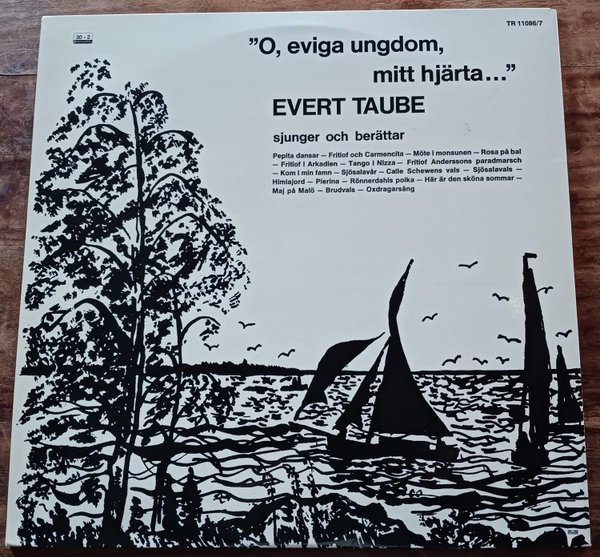 30 - 2
TR 11086/7
”O, eviga ungdom,
mitt hjärta...”
EVERT TAUBE
sjunger och berättar
Pepita dansar — Fritiof och Carmencita — Möte i monsunen — Rosa på bal
— Fritiof i Arkadien — Tango i Nizza — Fritiof Anderssons paradmarsch
— Kom i min famn — Sjösalavår — Calle Schewens vals — Sjösalavals —
Himlajord — Pierina — Rönnerdahls polka — Här är den sköna sommar —
Maj på Malö — Brudvals — Oxdragarsång